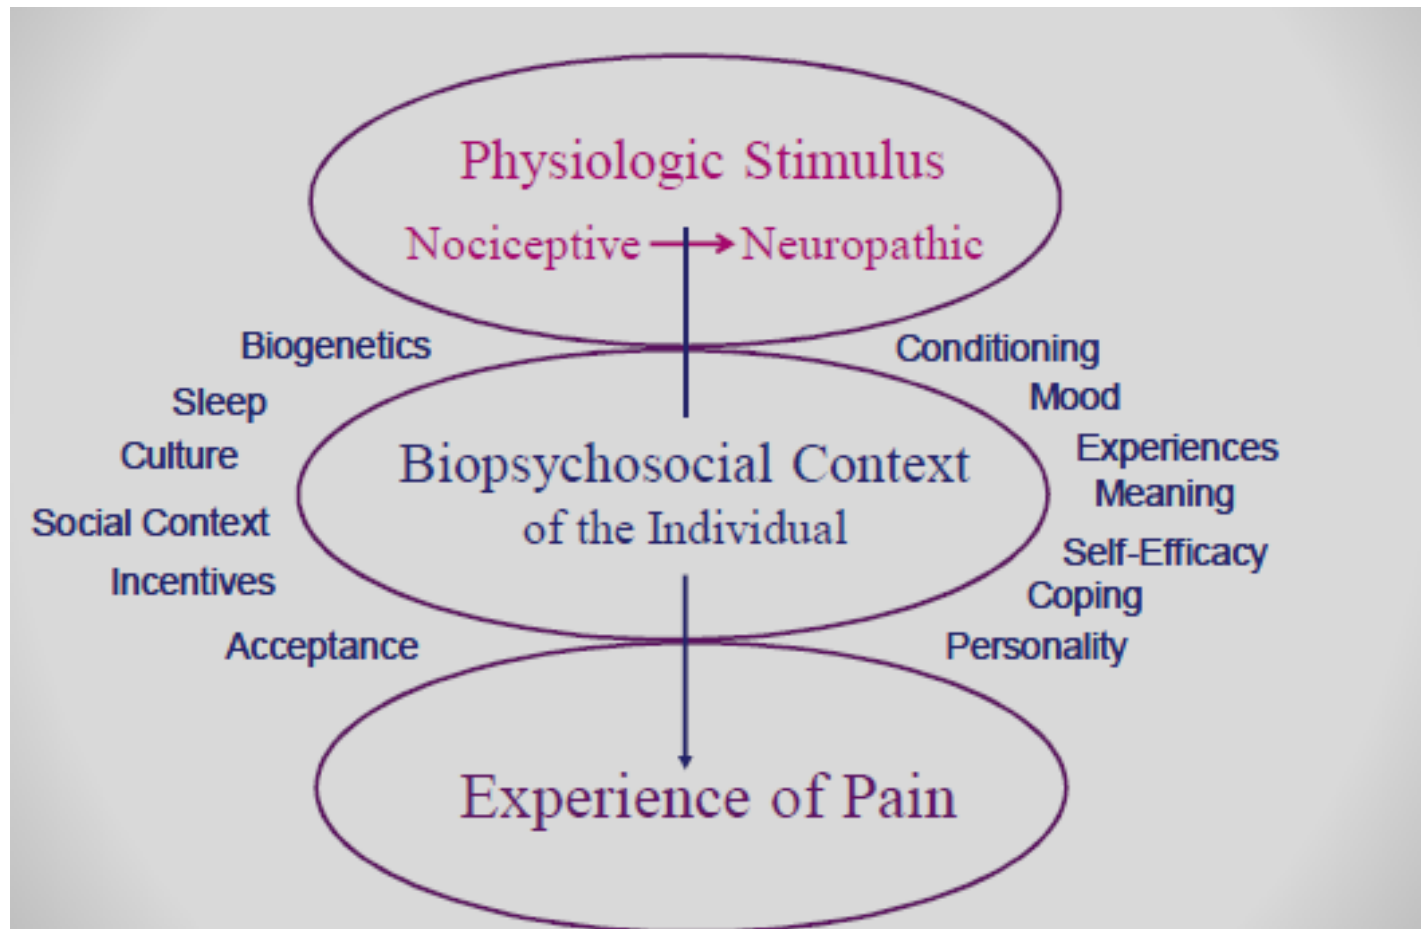 Physiologic Stimulus
Nociceptive Neuropathic
Biogenetics
Sleep
Culture
Social Context
Incentives
Acceptance
Biopsychosocial Context
of the Individual
Conditioning
Mood
Experiences
Meaning
Self-Efficacy
Coping
Personality
Experience of Pain